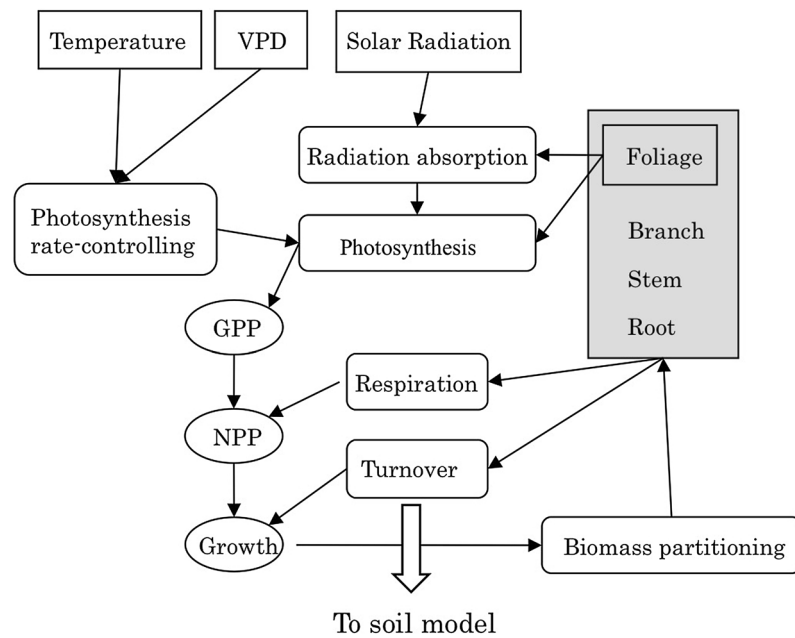 Temperature
VPD
Solar Radiation
Radiation absorption
Foliage
Photosynthesis
rate-controlling
Photosynthesis
Branch
Stem
Root
GPP
Respiration
NPP
Turnover
Growth
Biomass partitioning
To soil model